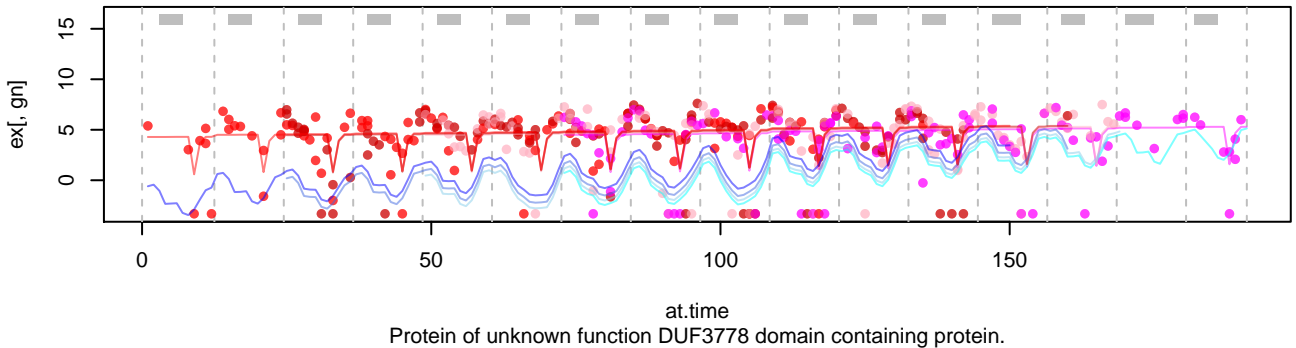 15
10
5
0
ex[, gn]
0
50
100
150
at.time
Protein of unknown function DUF3778 domain containing protein.